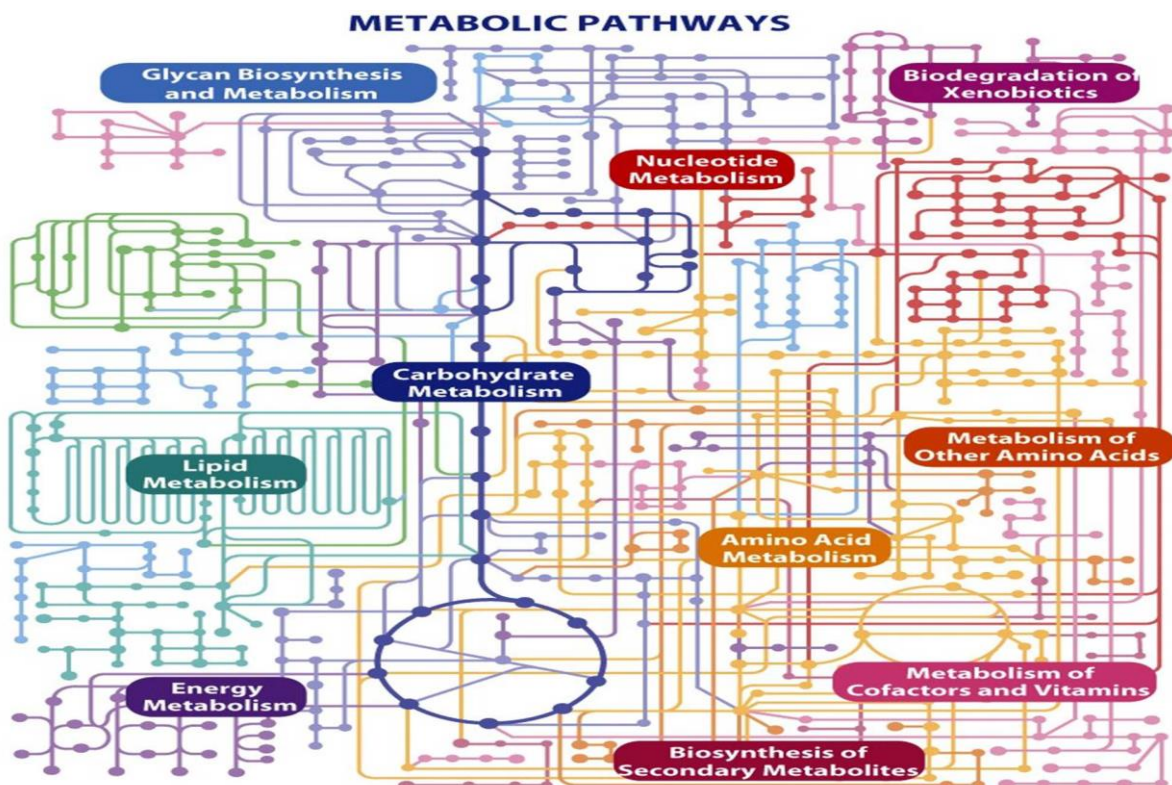 METABOLIC PATHWAYS
Glycan Biosynthesis
and Metabolism
Biodegradation of
Xenobiotics
Nucleotide
Metabolism
Carbohydrate
Metabolism
Lipid
Metabolism
Metabolism of
Other Amino Acids
Amino Acid
Metabolism
Energy
Metabolism
Metabolism of
Cofactors and Vitamins
Biosynthesis of
Secondary Metabolites